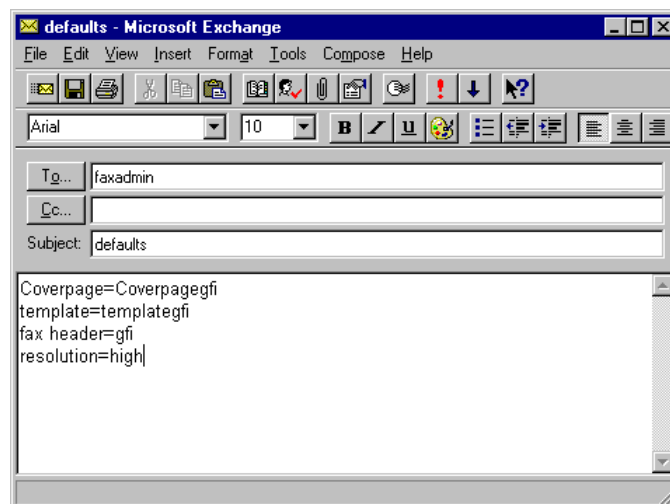 defaults - Microsoft Exchange
File Edit View Insert Format Tools Compose Help
Arial 10 B I U
To... faxadmin
Cc...
Subject: defaults
Coverpage=Coverpagegfi
template=templategfi
fax header=gfi
resolution=high